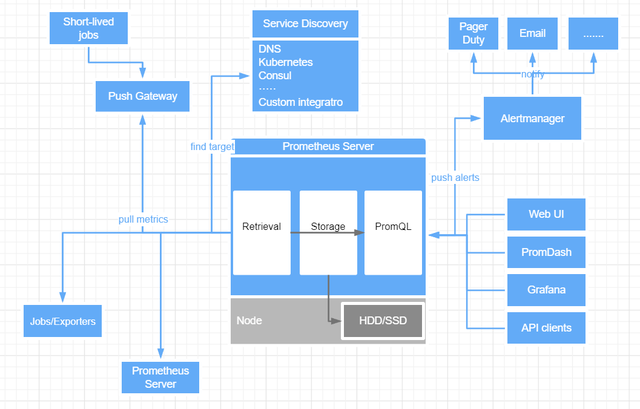 Short-lived
jobs
Service Discovery
Pager
Duty
Email
.......
DNS
Kubernetes
Consul
.....
Custom integratro
notify
Push Gateway
Alertmanager
find target
Prometheus Server
push alerts
pull metrics
Retrieval
Storage
PromQL
Web UI
PromDash
Grafana
API clients
Jobs/Exporters
Node
HDD/SSD
Prometheus
Server